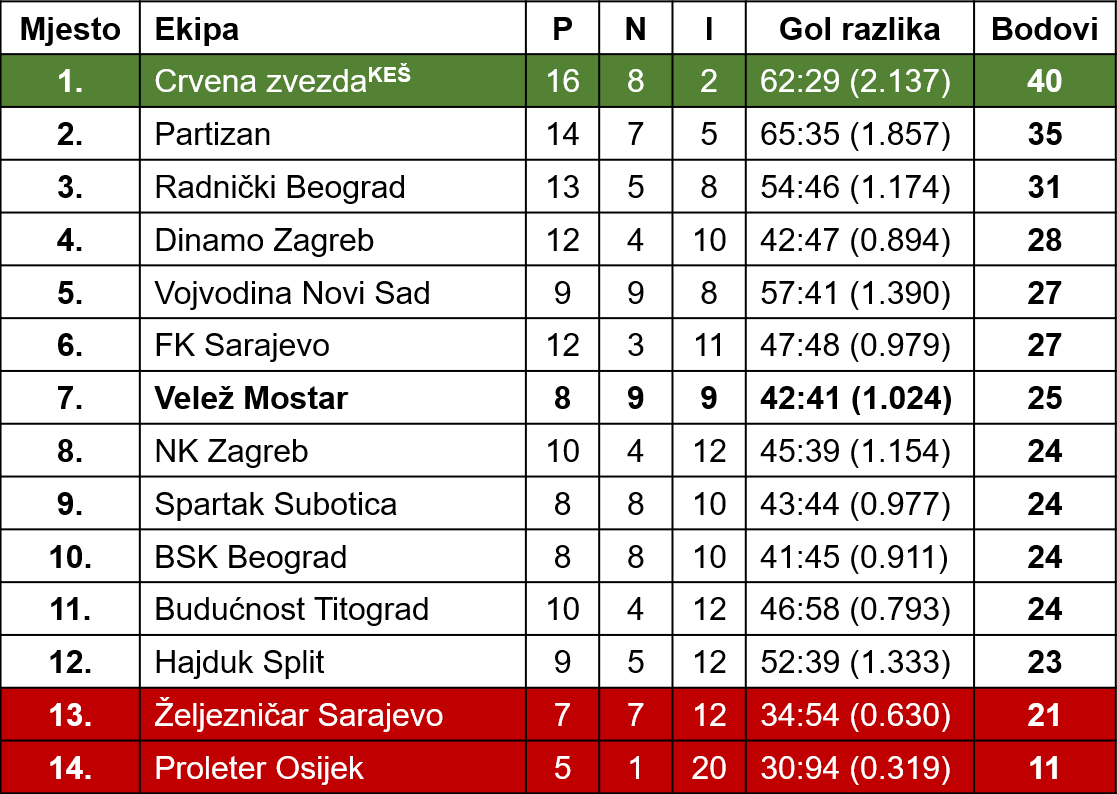 Mjesto Ekipa P N I Gol razlika Bodovi
1. Crvena zvezdaKEŠ 16 8 2 62:29 (2.137) 40
2. Partizan 14 7 5 65:35 (1.857) 35
3. Radnički Beograd 13 5 8 54:46 (1.174) 31
4. Dinamo Zagreb 12 4 10 42:47 (0.894) 28
5. Vojvodina Novi Sad 9 9 8 57:41 (1.390) 27
6. FK Sarajevo 12 3 11 47:48 (0.979) 27
7. Velež Mostar 8 9 9 42:41 (1.024) 25
8. NK Zagreb 10 4 12 45:39 (1.154) 24
9. Spartak Subotica 8 8 10 43:44 (0.977) 24
10. BSK Beograd 8 8 10 41:45 (0.911) 24
11. Budućnost Titograd 10 4 12 46:58 (0.793) 24
12. Hajduk Split 9 5 12 52:39 (1.333) 23
13. Željezničar Sarajevo 7 7 12 34:54 (0.630) 21
14. Proleter Osijek 5 1 20 30:94 (0.319) 11